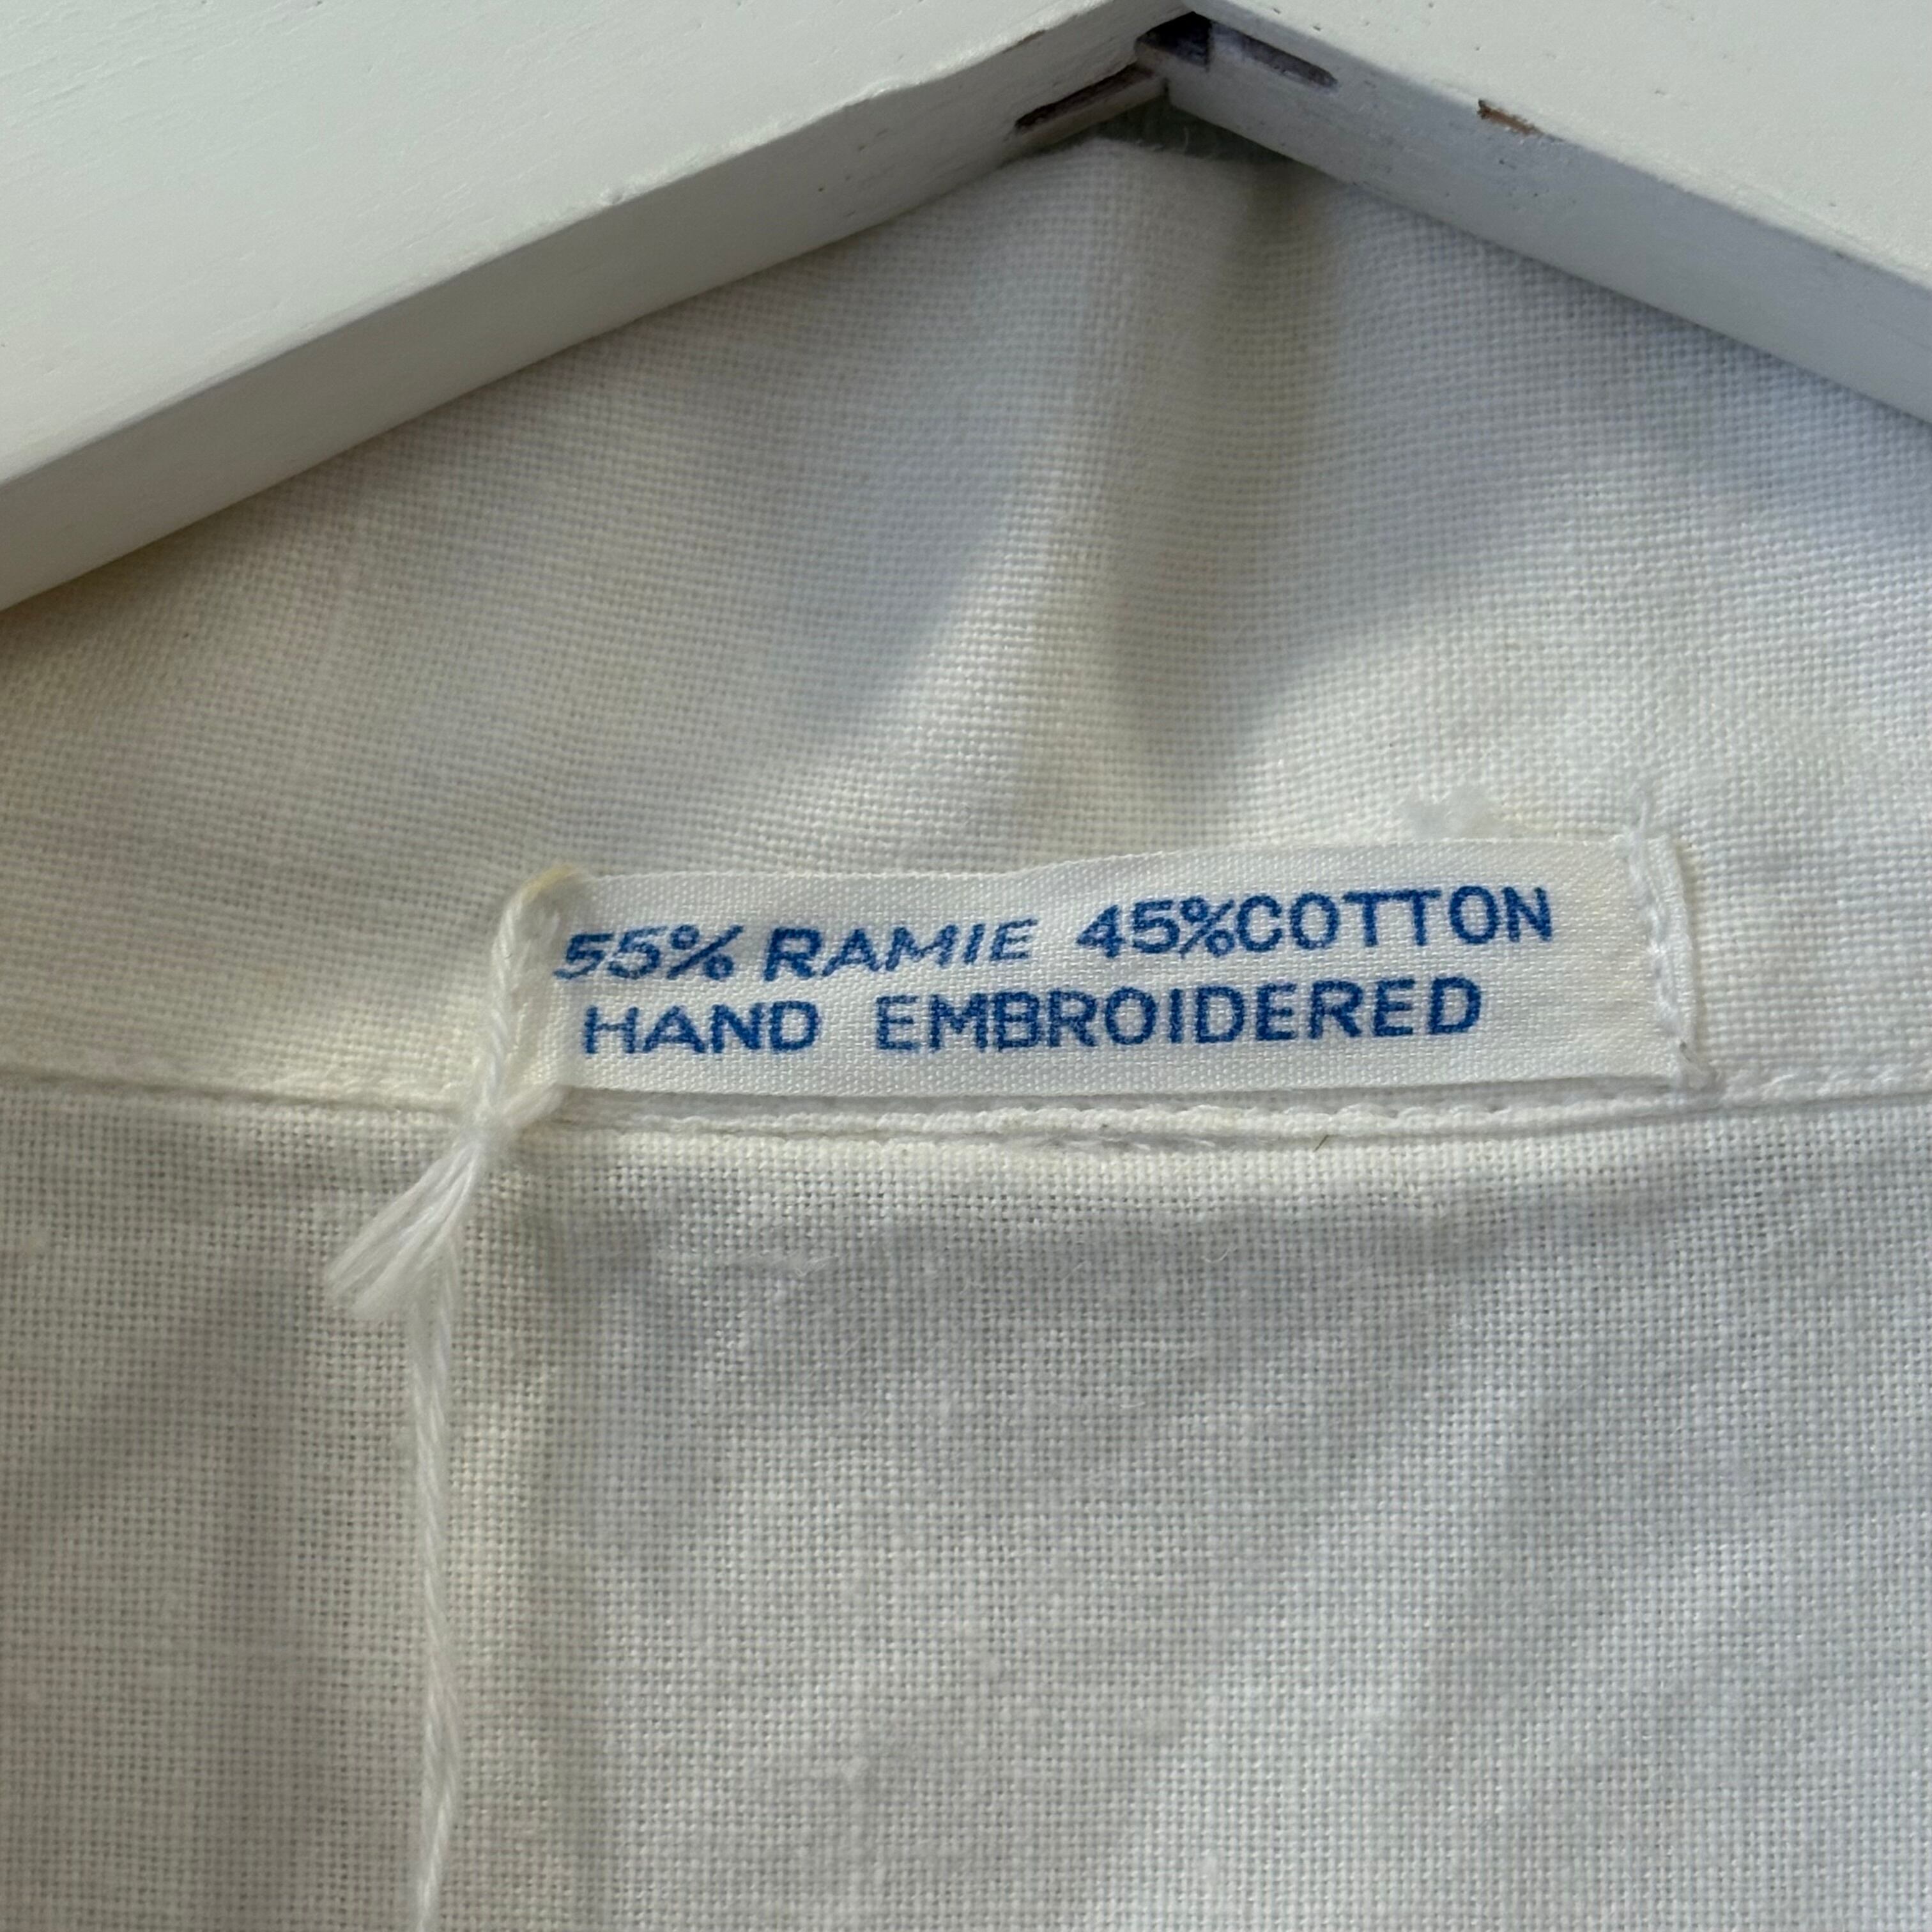 55% RAMIE 45%COTTON
HAND EMBROIDERED